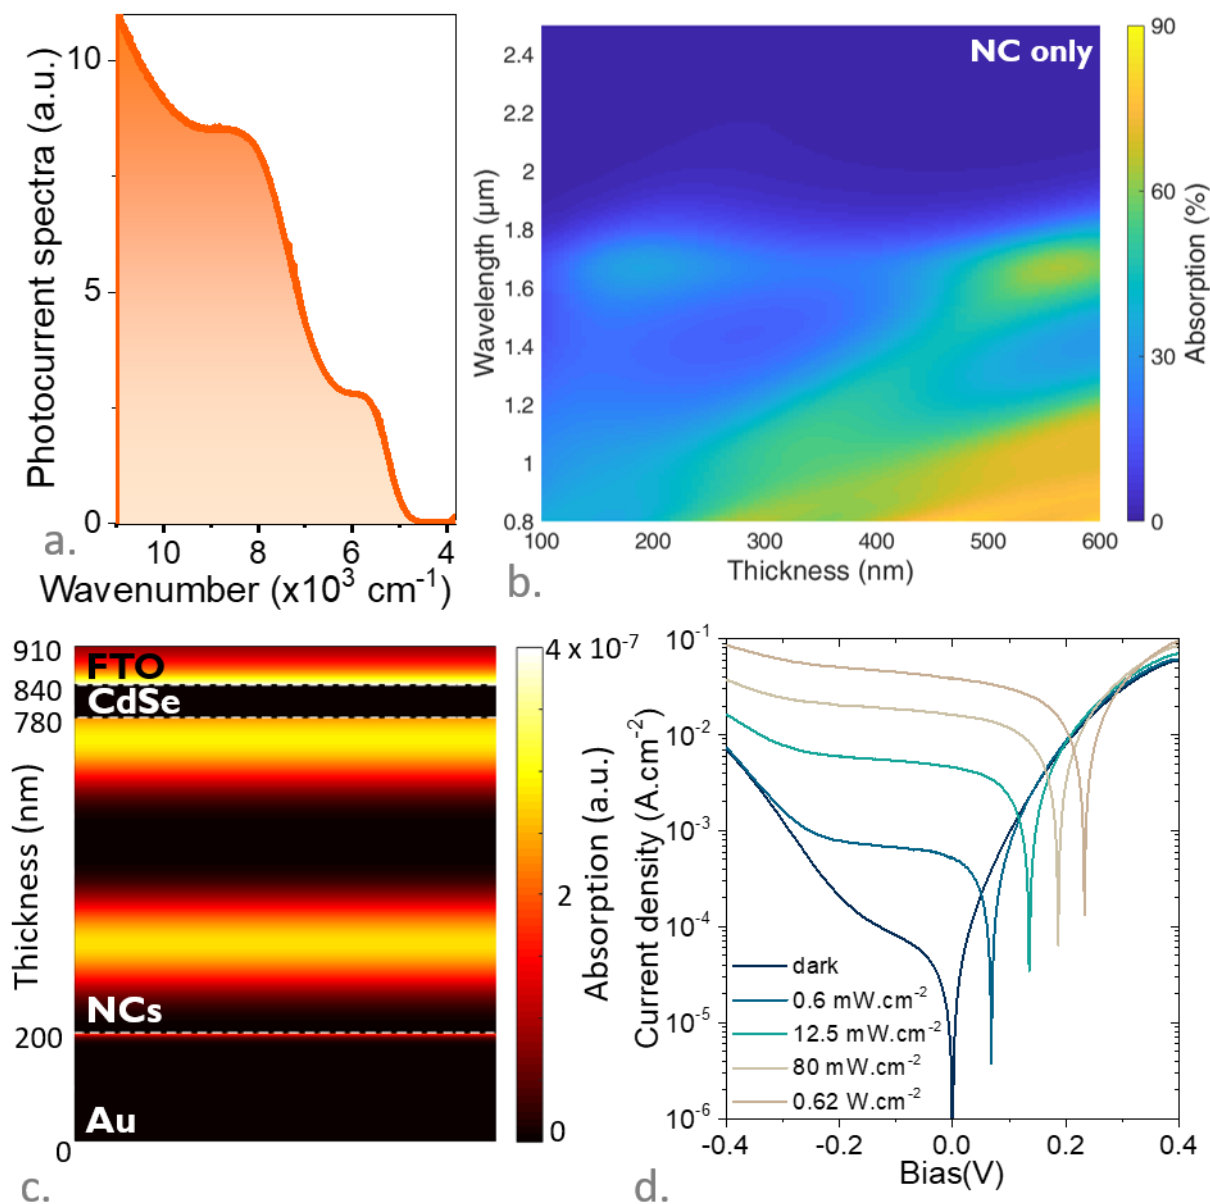 Photocurrent spectra (a.u.)
10
5
0
10 8 6 4
Wavenumber (x10³ cm⁻¹)
a.
NC only
Wavelength (μm)
2.4
2.2
2
1.8
1.6
1.4
1.2
1
0.8
100 200 300 400 500 600
Thickness (nm)
90
60
30
0
Absorption (%)
b.
Thickness (nm)
910
840
780
200
0
FTO
CdSe
NCs
Au
4 x 10⁻⁷
2
0
Absorption (a.u.)
c.
Current density (A.cm⁻²)
10⁻¹
10⁻²
10⁻³
10⁻⁴
10⁻⁵
10⁻⁶
dark
0.6 mW.cm⁻²
12.5 mW.cm⁻²
80 mW.cm⁻²
0.62 W.cm⁻²
-0.4 -0.2 0.0 0.2 0.4
Bias(V)
d.